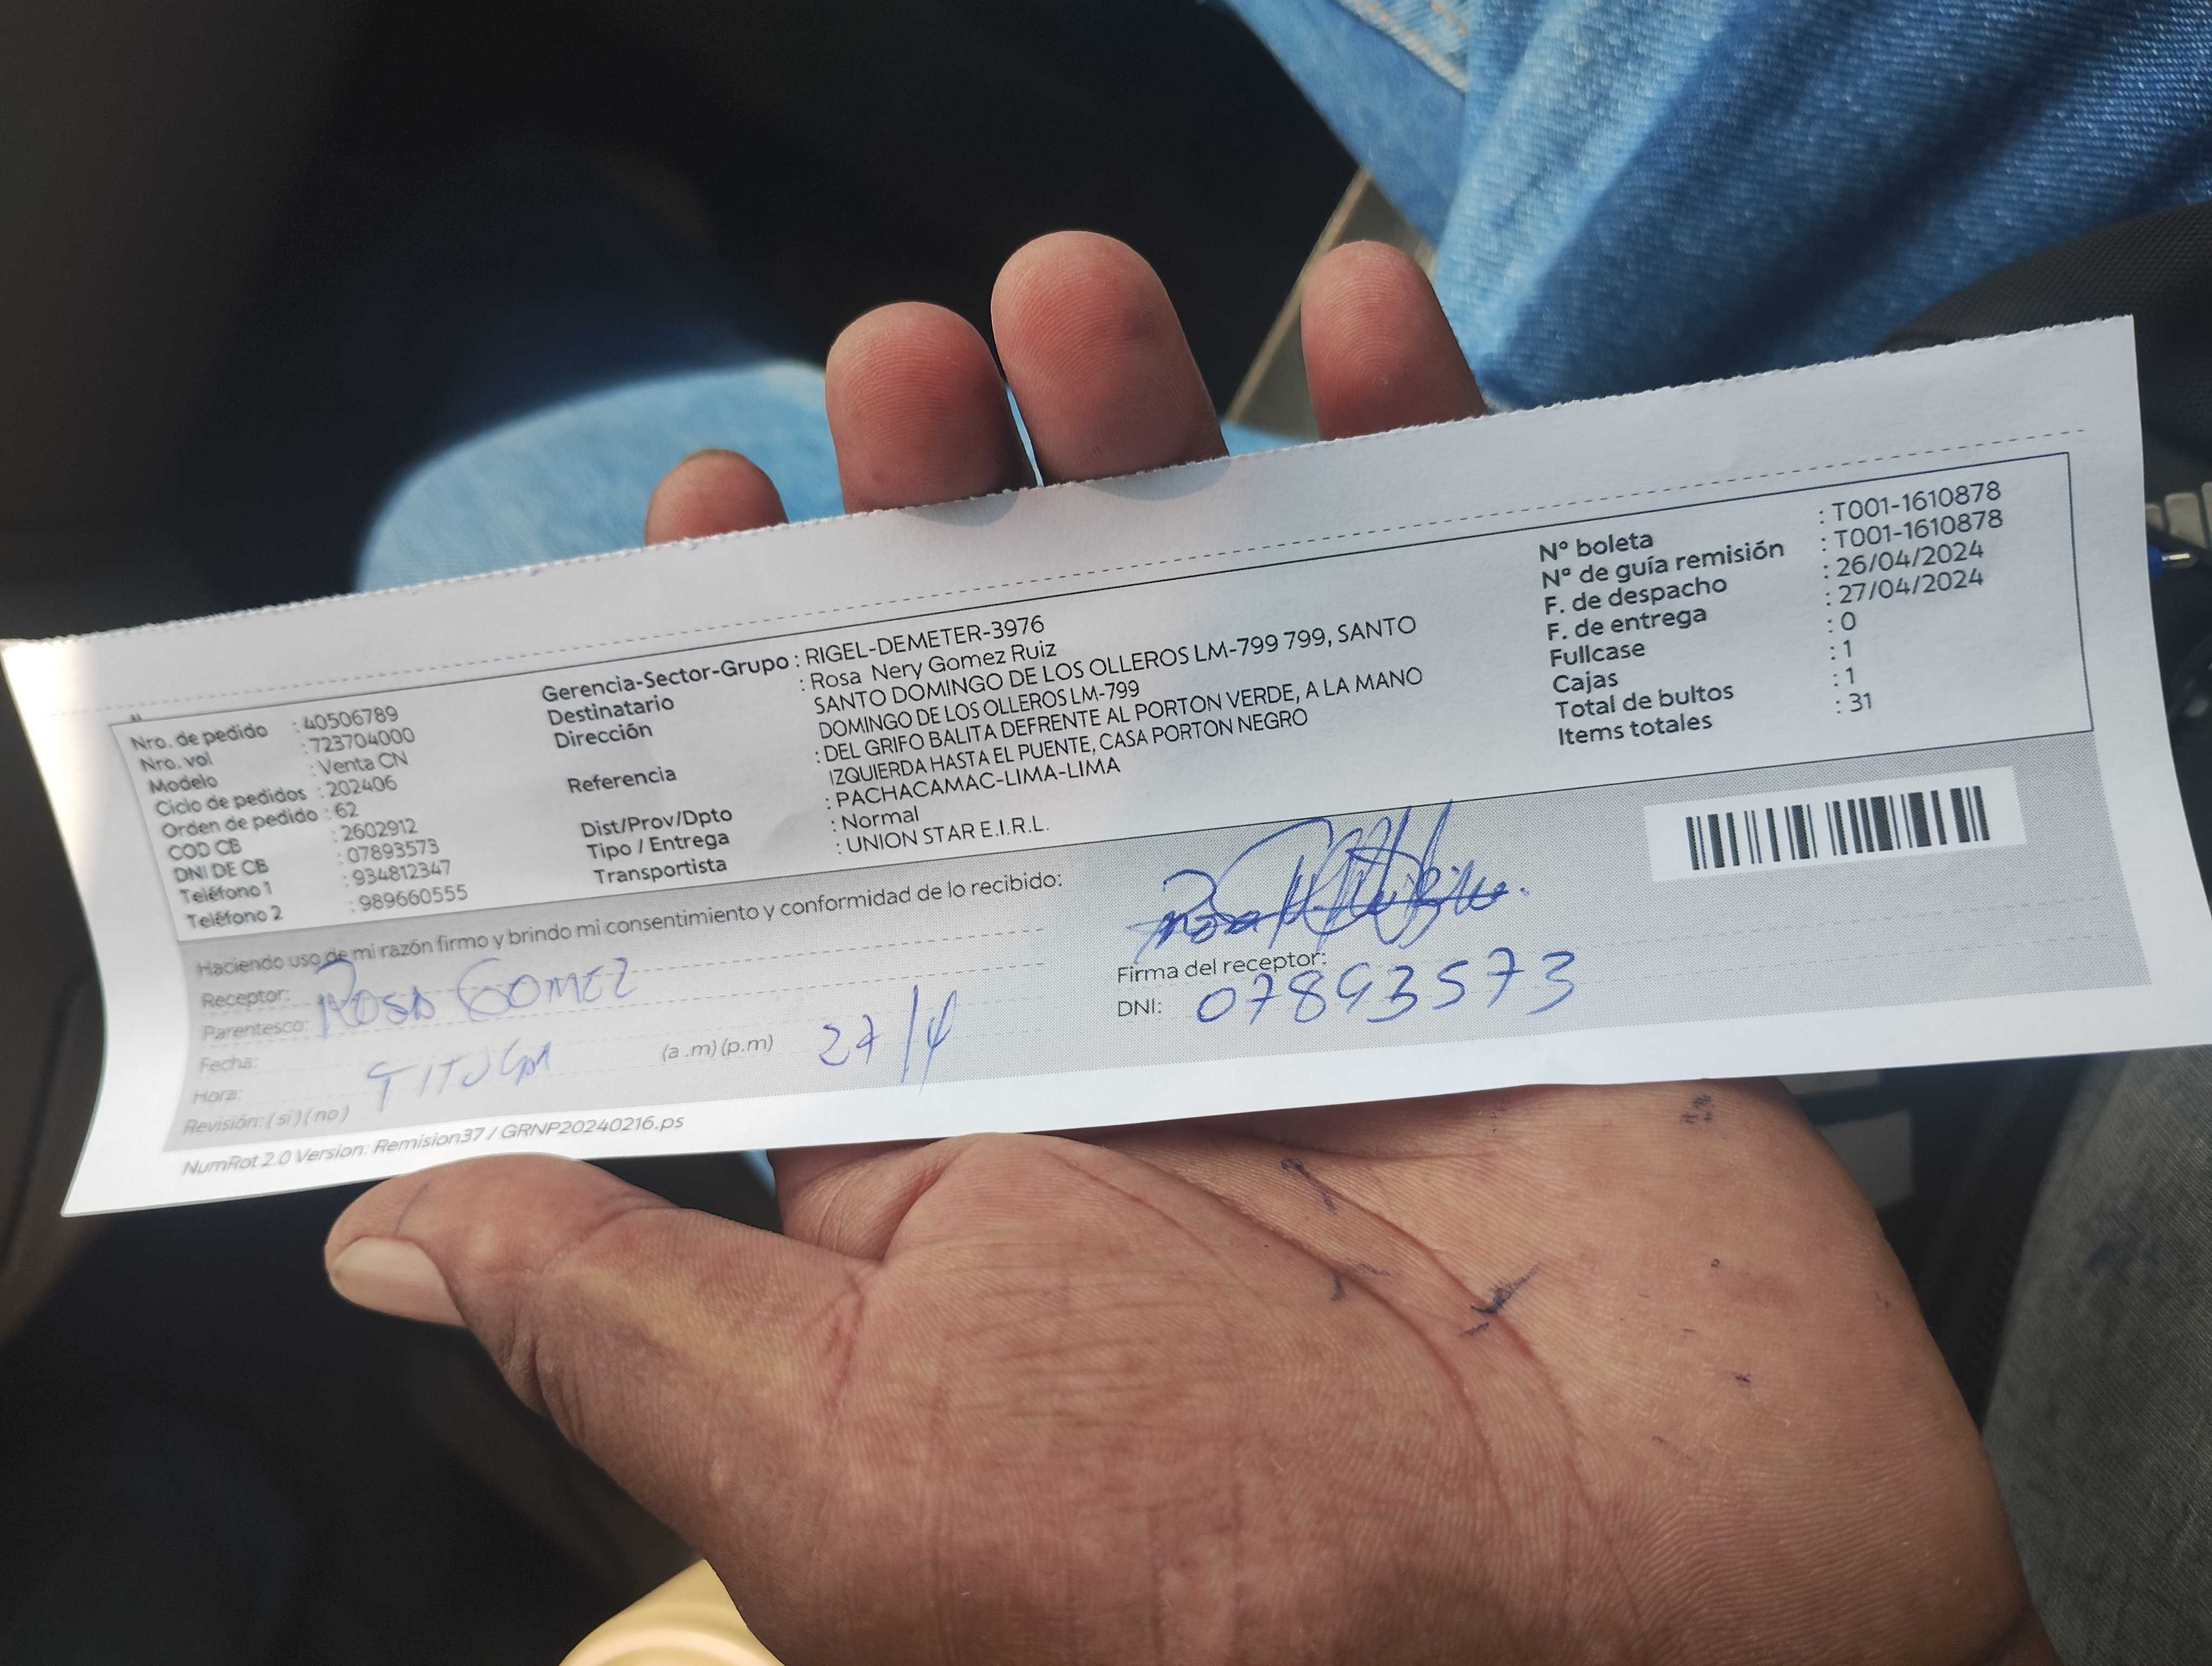 Nro. de pedido : 40506789
Nro. vol : 723704000
Modelo : Venta CN
Ciclo de pedidos : 202406
Orden de pedido : 62
COD CB : 2602912
DNI DE CB : 07893573
Teléfono 1 : 934812347
Teléfono 2 : 989660555
Gerencia-Sector-Grupo : RIGEL-DEMETER-3976
Destinatario : Rosa Nery Gomez Ruiz
Dirección SANTO DOMINGO DE LOS OLLEROS LM-799 799, SANTO
DOMINGO DE LOS OLLEROS LM-799
Referencia : DEL GRIFO BALITA DEFRENTE AL PORTON VERDE, A LA MANO
IZQUIERDA HASTA EL PUENTE, CASA PORTON NEGRO
Dist/Prov/Dpto : PACHACAMAC-LIMA-LIMA
Tipo / Entrega : Normal
Transportista : UNION STAR E.I.R.L.
Nº boleta : T001-1610878
Nº de guía remisión : T001-1610878
F. de despacho : 26/04/2024
F. de entrega : 27/04/2024
Fullcase : 0
Cajas : 1
Total de bultos : 1
Items totales : 31
Haciendo uso de mi razón firmo y brindo mi consentimiento y conformidad de lo recibido:
Receptor: ROSA GOMEZ
Parentesco:
Fecha:
Hora: TITUGA (a .m) (p.m) 27/4
Revisión: ( si ) ( no )
Firma del receptor:
DNI: 07893573
NumRot 2.0 Version: Remision37 / GRNP20240216.ps